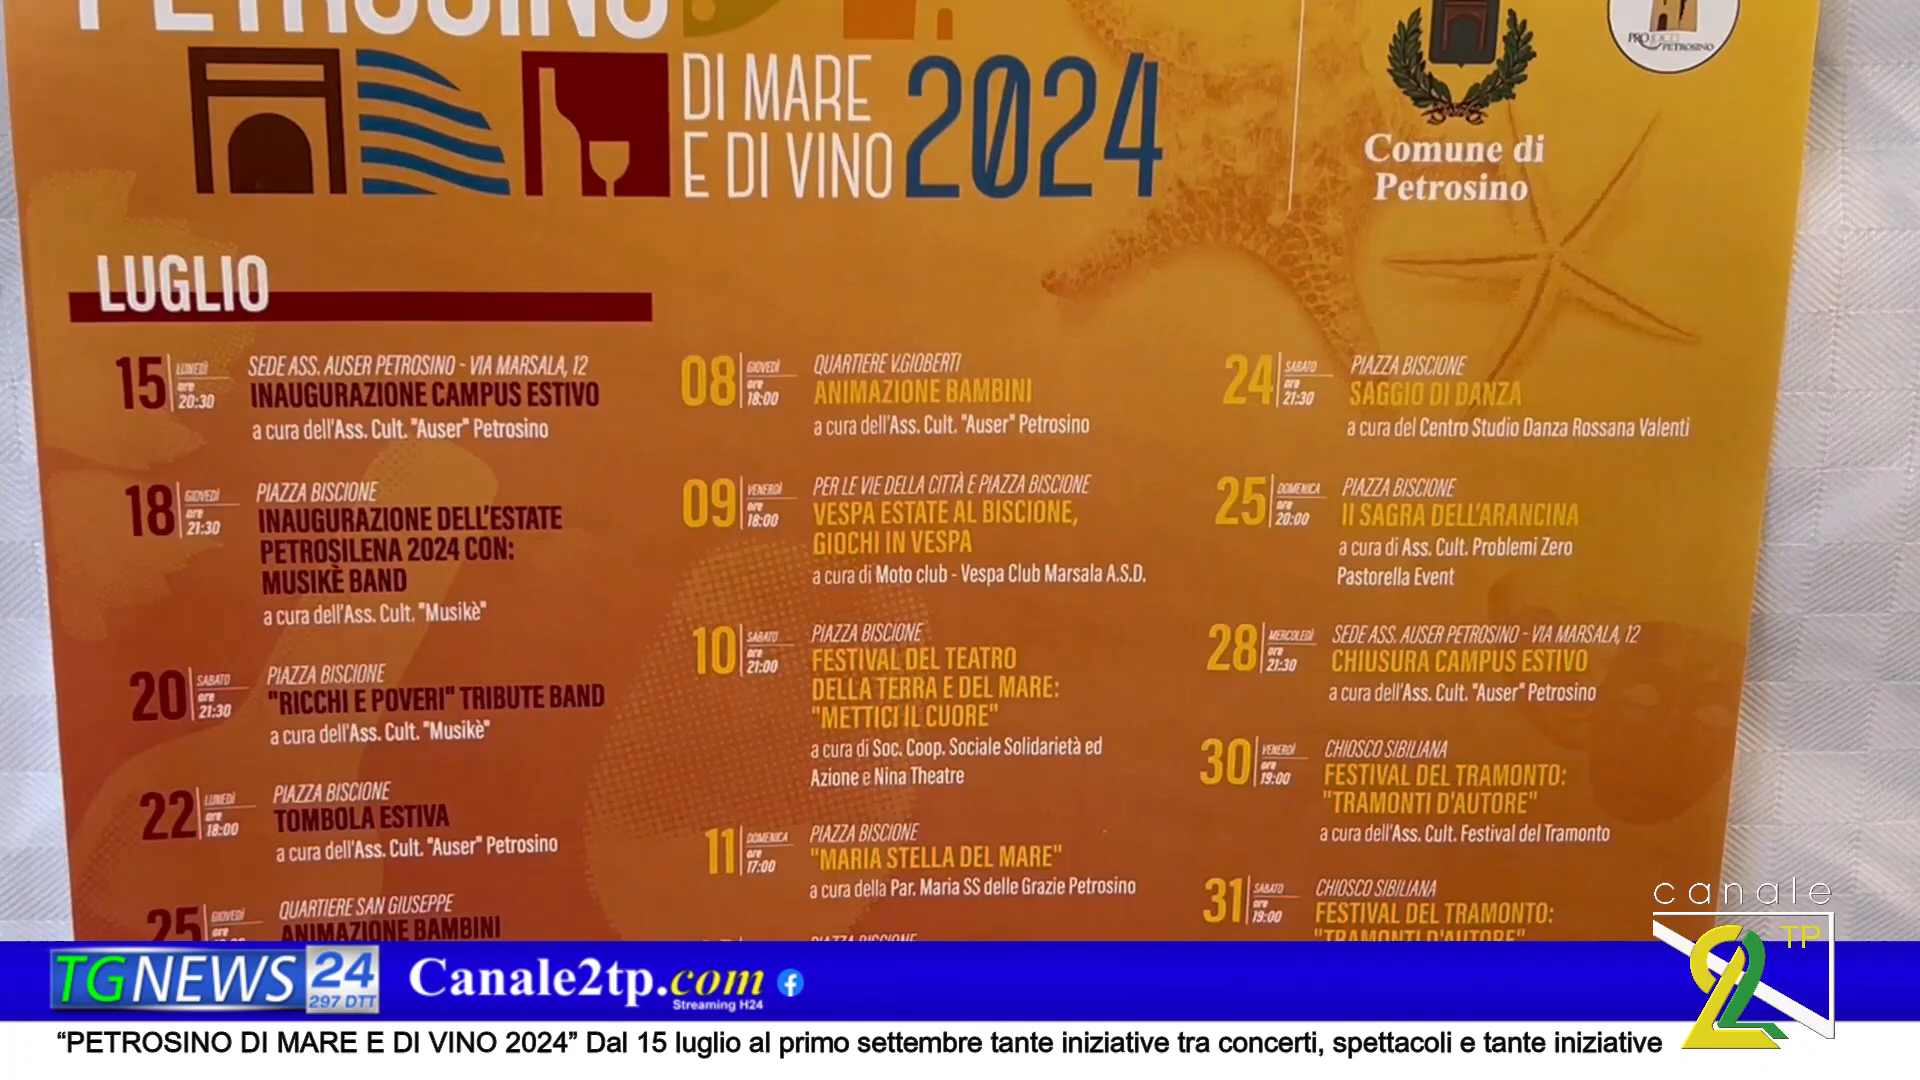 PETROSINO
DI MARE
E DI VINO 2024
Comune di
Petrosino
PROLOCO
PETROSINO
LUGLIO
15 LUNEDÌ ore 20:30
SEDE ASS. AUSER PETROSINO - VIA MARSALA, 12
INAUGURAZIONE CAMPUS ESTIVO
a cura dell'Ass. Cult. "Auser" Petrosino
18 GIOVEDÌ ore 21:30
PIAZZA BISCIONE
INAUGURAZIONE DELL'ESTATE
PETROSILENA 2024 CON:
MUSIKÈ BAND
a cura dell'Ass. Cult. "Musikè"
20 SABATO ore 21:30
PIAZZA BISCIONE
"RICCHI E POVERI" TRIBUTE BAND
a cura dell'Ass. Cult. "Musikè"
22 LUNEDÌ ore 18:00
PIAZZA BISCIONE
TOMBOLA ESTIVA
a cura dell'Ass. Cult. "Auser" Petrosino
25 GIOVEDÌ ore
QUARTIERE SAN GIUSEPPE
ANIMAZIONE BAMBINI
08 GIOVEDÌ ore 18:00
QUARTIERE V.GIOBERTI
ANIMAZIONE BAMBINI
a cura dell'Ass. Cult. "Auser" Petrosino
09 VENERDÌ ore 18:00
PER LE VIE DELLA CITTÀ E PIAZZA BISCIONE
VESPA ESTATE AL BISCIONE,
GIOCHI IN VESPA
a cura di Moto club - Vespa Club Marsala A.S.D.
10 SABATO ore 21:00
PIAZZA BISCIONE
FESTIVAL DEL TEATRO
DELLA TERRA E DEL MARE:
"METTICI IL CUORE"
a cura di Soc. Coop. Sociale Solidarietà ed
Azione e Nina Theatre
11 DOMENICA ore 17:00
PIAZZA BISCIONE
"MARIA STELLA DEL MARE"
a cura della Par. Maria SS delle Grazie Petrosino
PIAZZA BISCIONE
24 SABATO ore 21:30
PIAZZA BISCIONE
SAGGIO DI DANZA
a cura del Centro Studio Danza Rossana Valenti
25 DOMENICA ore 20:00
PIAZZA BISCIONE
II SAGRA DELL'ARANCINA
a cura di Ass. Cult. Problemi Zero
Pastorella Event
28 MERCOLEDÌ ore 21:30
SEDE ASS. AUSER PETROSINO - VIA MARSALA, 12
CHIUSURA CAMPUS ESTIVO
a cura dell'Ass. Cult. "Auser" Petrosino
30 VENERDÌ ore 19:00
CHIOSCO SIBILIANA
FESTIVAL DEL TRAMONTO:
"TRAMONTI D'AUTORE"
a cura dell'Ass. Cult. Festival del Tramonto
31 SABATO ore 19:00
CHIOSCO SIBILIANA
FESTIVAL DEL TRAMONTO:
"TRAMONTI D'AUTORE"
canale
2 TP
TGNEWS 24
297 DTT
Canale2tp.com
Streaming H24
“PETROSINO DI MARE E DI VINO 2024” Dal 15 luglio al primo settembre tante iniziative tra concerti, spettacoli e tante iniziative